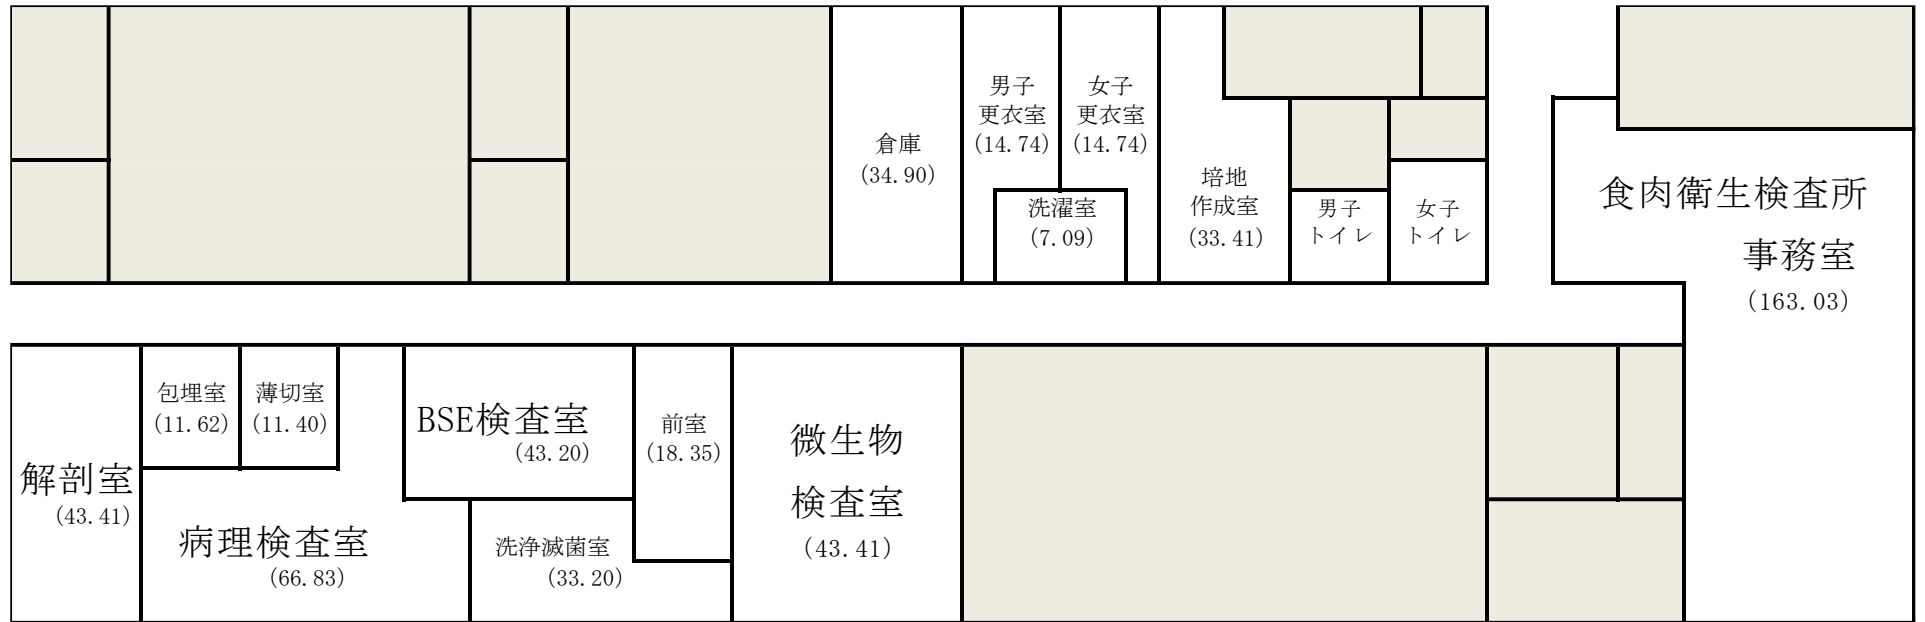 倉庫
(34.90)
男子
更衣室
(14.74)
女子
更衣室
(14.74)
洗濯室
(7.09)
培地
作成室
(33.41)
男子
トイレ
女子
トイレ
食肉衛生検査所
事務室
(163.03)
解剖室
(43.41)
包埋室
(11.62)
薄切室
(11.40)
病理検査室
(66.83)
BSE検査室
(43.20)
洗浄滅菌室
(33.20)
前室
(18.35)
微生物
検査室
(43.41)